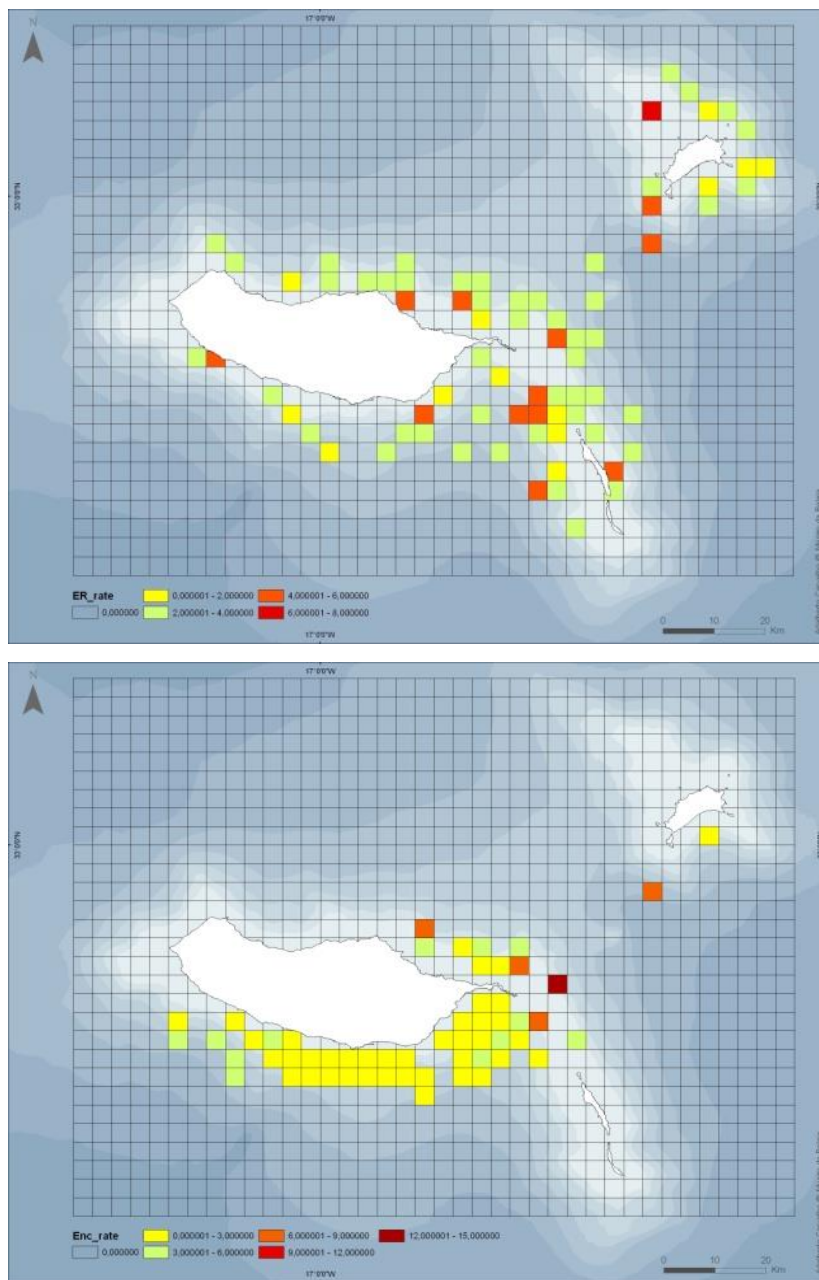 17°0'0"W
N
33°0'0"N
ER_rate
0,000001 - 2,000000
4,000001 - 6,000000
0,000000
2,000001 - 4,000000
6,000001 - 8,000000
0 10 20
Km
17°0'0"W
17°0'0"W
N
33°0'0"N
Enc_rate
0,000001 - 3,000000
6,000001 - 9,000000
12,000001 - 15,000000
0,000000
3,000001 - 6,000000
9,000001 - 12,000000
0 10 20
Km
17°0'0"W